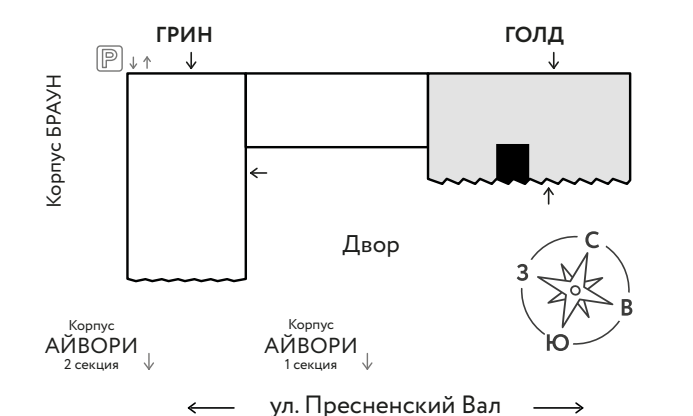 ГРИН
ГОЛД
P
Корпус БРАУН
Двор
С
З
В
Ю
Корпус
АЙВОРИ
2 секция
Корпус
АЙВОРИ
1 секция
ул. Пресненский Вал